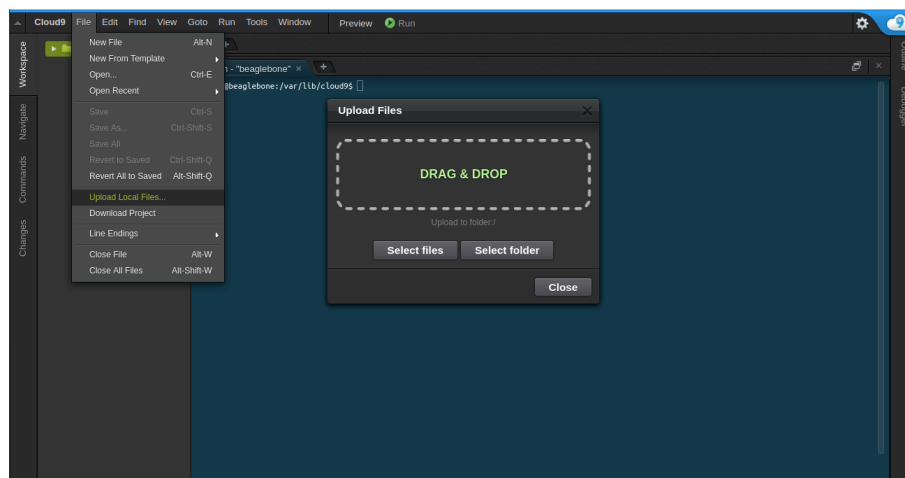 Cloud9 File Edit Find View Goto Run Tools Window Preview Run
Workspace
Navigate
Commands
Changes
New File Alt-N
New From Template
Open... Ctrl-E
Open Recent
Save Ctrl-S
Save As... Ctrl-Shift-S
Save All
Revert to Saved Ctrl-Shift-Q
Revert All to Saved Alt-Shift-Q
Upload Local Files...
Download Project
Line Endings
Close File Alt-W
Close All Files Alt-Shift-W
- "beaglebone" × +
@beaglebone:/var/lib/cloud9$
Upload Files
DRAG & DROP
Upload to folder:/
Select files Select folder
Close
Outline
Debugger
9